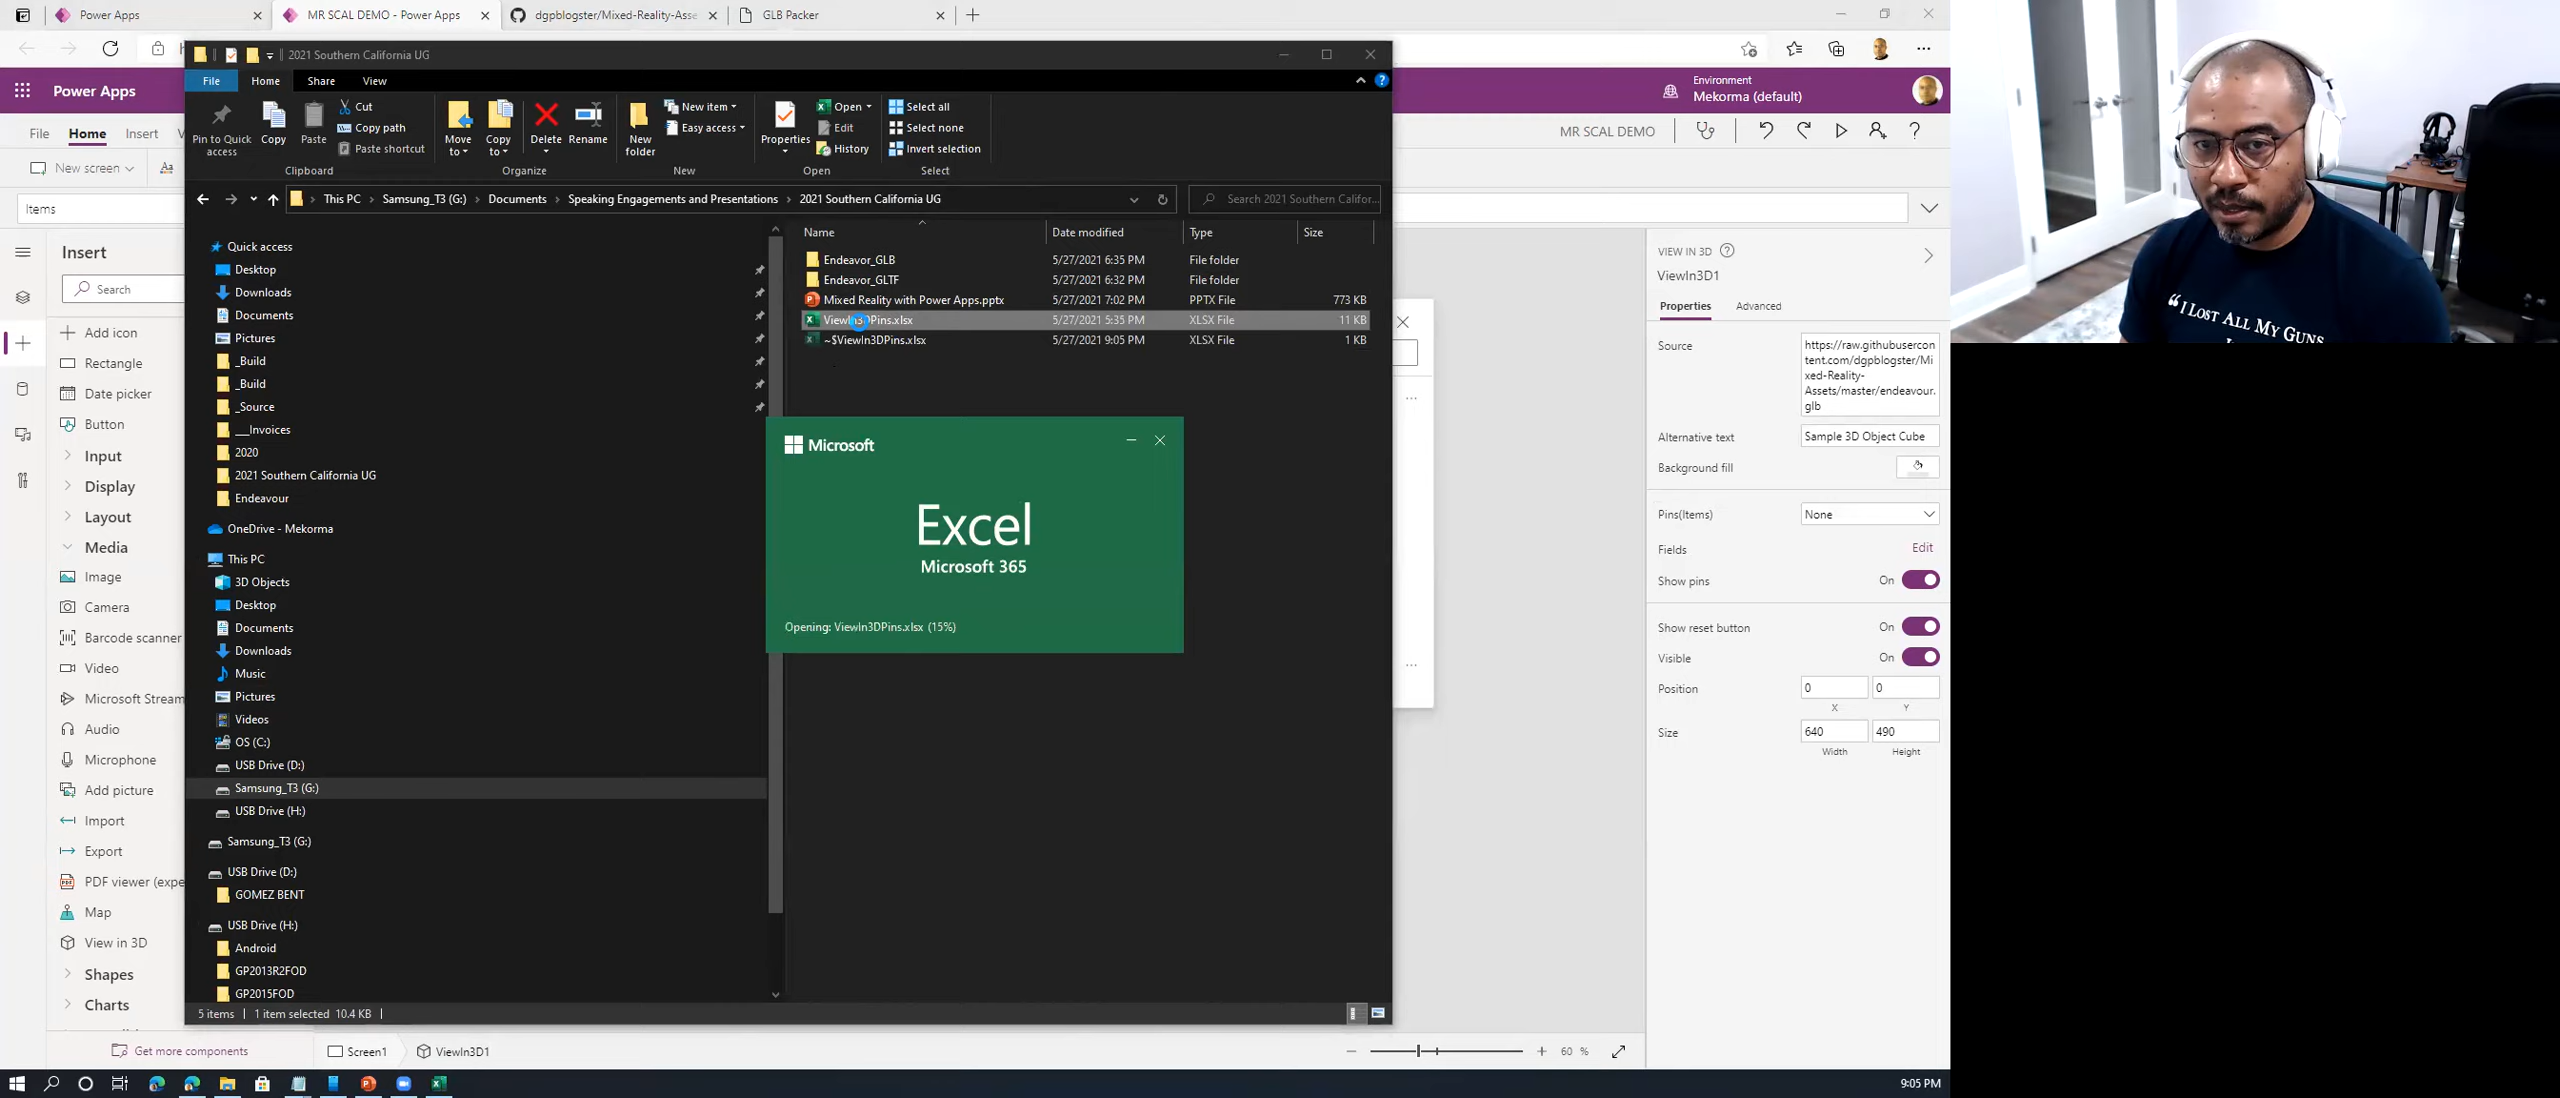 Power Apps
MR SCAL DEMO - Power Apps
dgpblogster/Mixed-Reality-Asse
GLB Packer
2021 Southern California UG
Power Apps
Environment
Mekorma (default)
File
Home
Share
View
File
Home
Insert
New screen
Items
Pin to Quick access
Copy
Paste
Cut
Copy path
Paste shortcut
Clipboard
Move to
Copy to
Delete
Rename
Organize
New folder
New item
Easy access
New
Properties
Open
Edit
History
Open
Select all
Select none
Invert selection
Select
MR SCAL DEMO
This PC > Samsung_T3 (G:) > Documents > Speaking Engagements and Presentations > 2021 Southern California UG
Search 2021 Southern Califor...
Name Date modified Type Size
Endeavor_GLB 5/27/2021 6:35 PM File folder
Endeavor_GLTF 5/27/2021 6:32 PM File folder
Mixed Reality with Power Apps.pptx 5/27/2021 7:02 PM PPTX File 773 KB
ViewIn3DPins.xlsx 5/27/2021 5:35 PM XLSX File 11 KB
~$ViewIn3DPins.xlsx 5/27/2021 9:05 PM XLSX File 1 KB
Insert
Search
Add icon
Rectangle
Date picker
Button
Input
Display
Layout
Media
Image
Camera
Barcode scanner
Video
Microsoft Stream
Audio
Microphone
Add picture
Import
Export
PDF viewer (expe
Map
View in 3D
Shapes
Charts
Get more components
Quick access
Desktop
Downloads
Documents
Pictures
_Build
_Build
_Source
__Invoices
2020
2021 Southern California UG
Endeavour
OneDrive - Mekorma
This PC
3D Objects
Desktop
Documents
Downloads
Music
Pictures
Videos
OS (C:)
USB Drive (D:)
Samsung_T3 (G:)
USB Drive (H:)
Samsung_T3 (G:)
USB Drive (D:)
GOMEZ BENT
USB Drive (H:)
Android
GP2013R2FOD
GP2015FOD
5 items
1 item selected 10.4 KB
Microsoft
Excel
Microsoft 365
Opening: ViewIn3DPins.xlsx (15%)
VIEW IN 3D
ViewIn3D1
Properties
Advanced
Source
https://raw.githubusercon
tent.com/dgpblogster/Mi
xed-Reality-
Assets/master/endeavour.
glb
Alternative text
Sample 3D Object Cube
Background fill
Pins(Items)
None
Fields
Edit
Show pins
On
Show reset button
On
Visible
On
Position
0
0
X
Y
Size
640
490
Width
Height
Screen1
ViewIn3D1
60 %
9:05 PM
"I LOST ALL MY GUNS